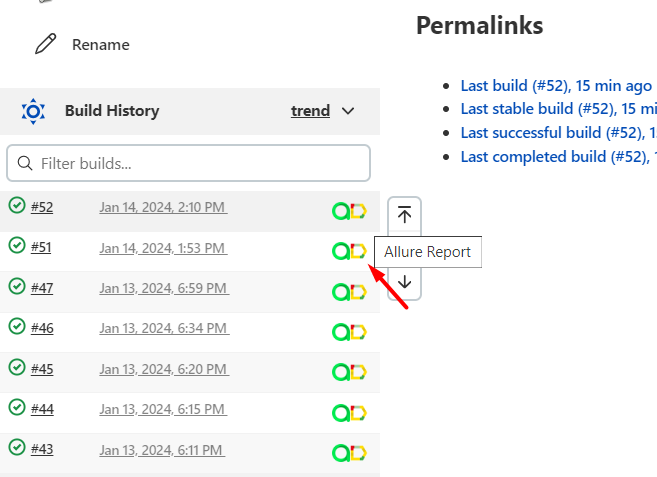 Rename
Build History trend
Filter builds...
#52 Jan 14, 2024, 2:10 PM
#51 Jan 14, 2024, 1:53 PM
#47 Jan 13, 2024, 6:59 PM
#46 Jan 13, 2024, 6:34 PM
#45 Jan 13, 2024, 6:20 PM
#44 Jan 13, 2024, 6:15 PM
#43 Jan 13, 2024, 6:11 PM
Allure Report
Permalinks
Last build (#52), 15 min ago
Last stable build (#52), 15 mi
Last successful build (#52), 1
Last completed build (#52),